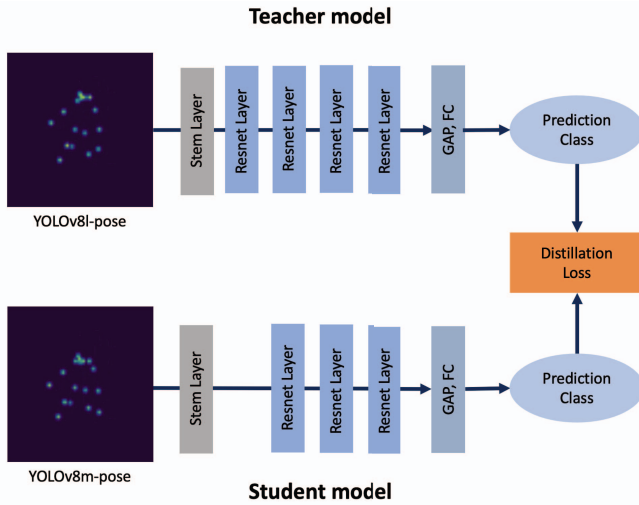 Teacher model
Stem Layer
Resnet Layer
Resnet Layer
Resnet Layer
Resnet Layer
GAP, FC
Prediction
Class
YOLOv8l-pose
Distillation
Loss
Stem Layer
Resnet Layer
Resnet Layer
Resnet Layer
GAP, FC
Prediction
Class
YOLOv8m-pose
Student model